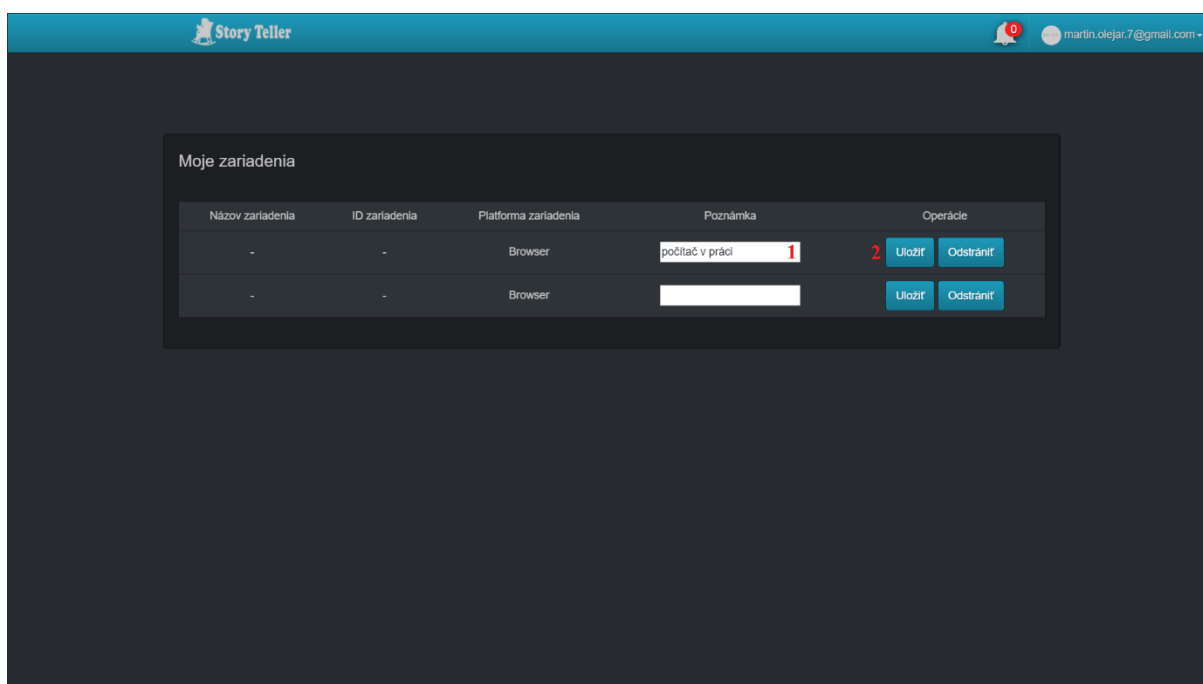 Story Teller
0
martin.olejar.7@gmail.com
Moje zariadenia
Názov zariadenia ID zariadenia Platforma zariadenia Poznámka Operácie
- - Browser počítač v práci 1 2 Uložiť Odstrániť
- - Browser Uložiť Odstrániť